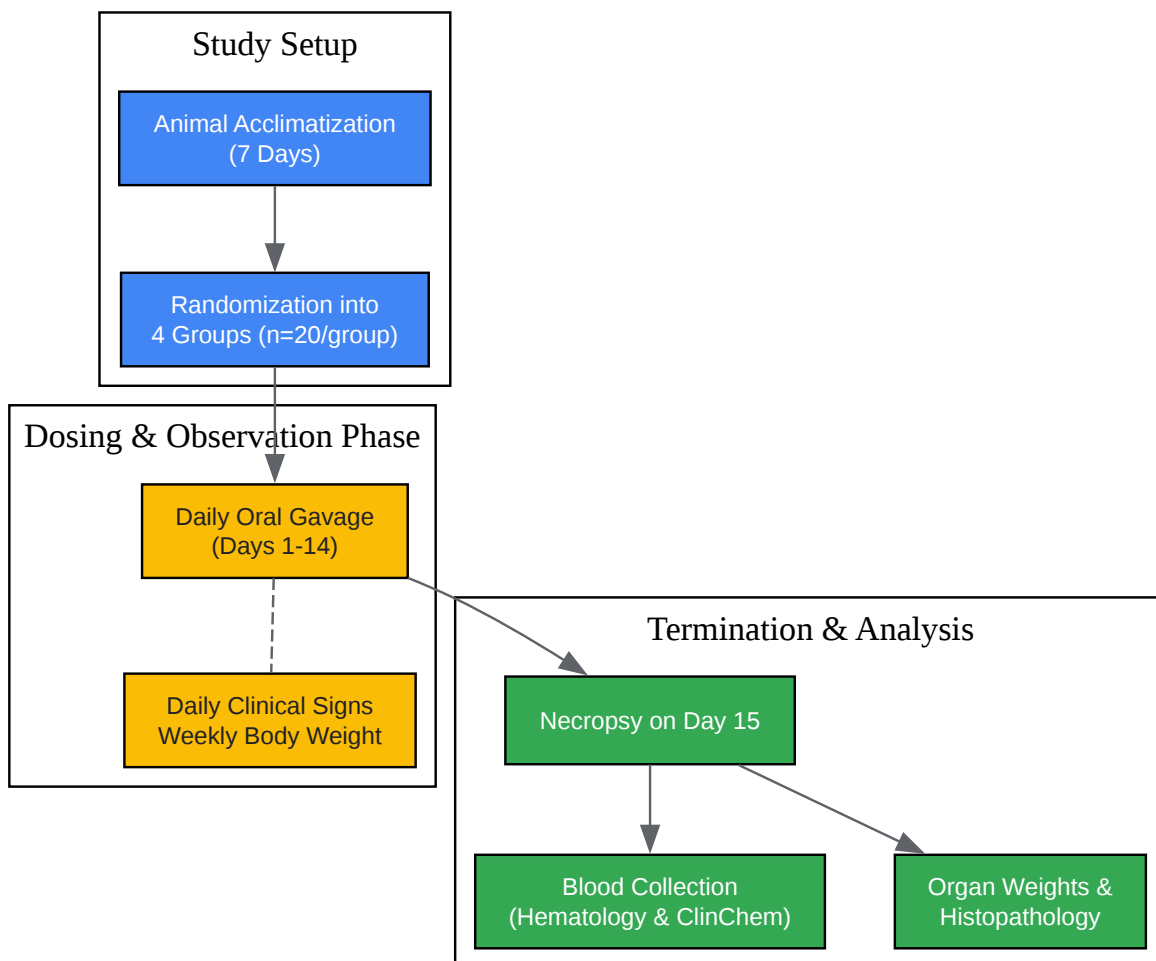 Study Setup
Animal Acclimatization
(7 Days)
Randomization into
4 Groups (n=20/group)
Dosing & Observation Phase
Daily Oral Gavage
(Days 1-14)
Daily Clinical Signs
Weekly Body Weight
Termination & Analysis
Necropsy on Day 15
Blood Collection
(Hematology & ClinChem)
Organ Weights &
Histopathology